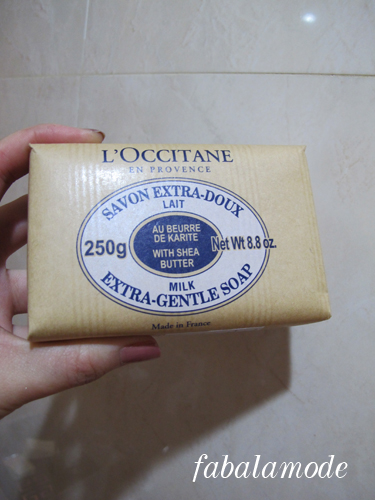 L'OCCITANE
EN PROVENCE
SAVON EXTRA-DOUX
LAIT
AU BEURRE
DE KARITE
250g
Net Wt 8.8 oz.
WITH SHEA
BUTTER
MILK
EXTRA-GENTLE SOAP
Made in France
fabalamode